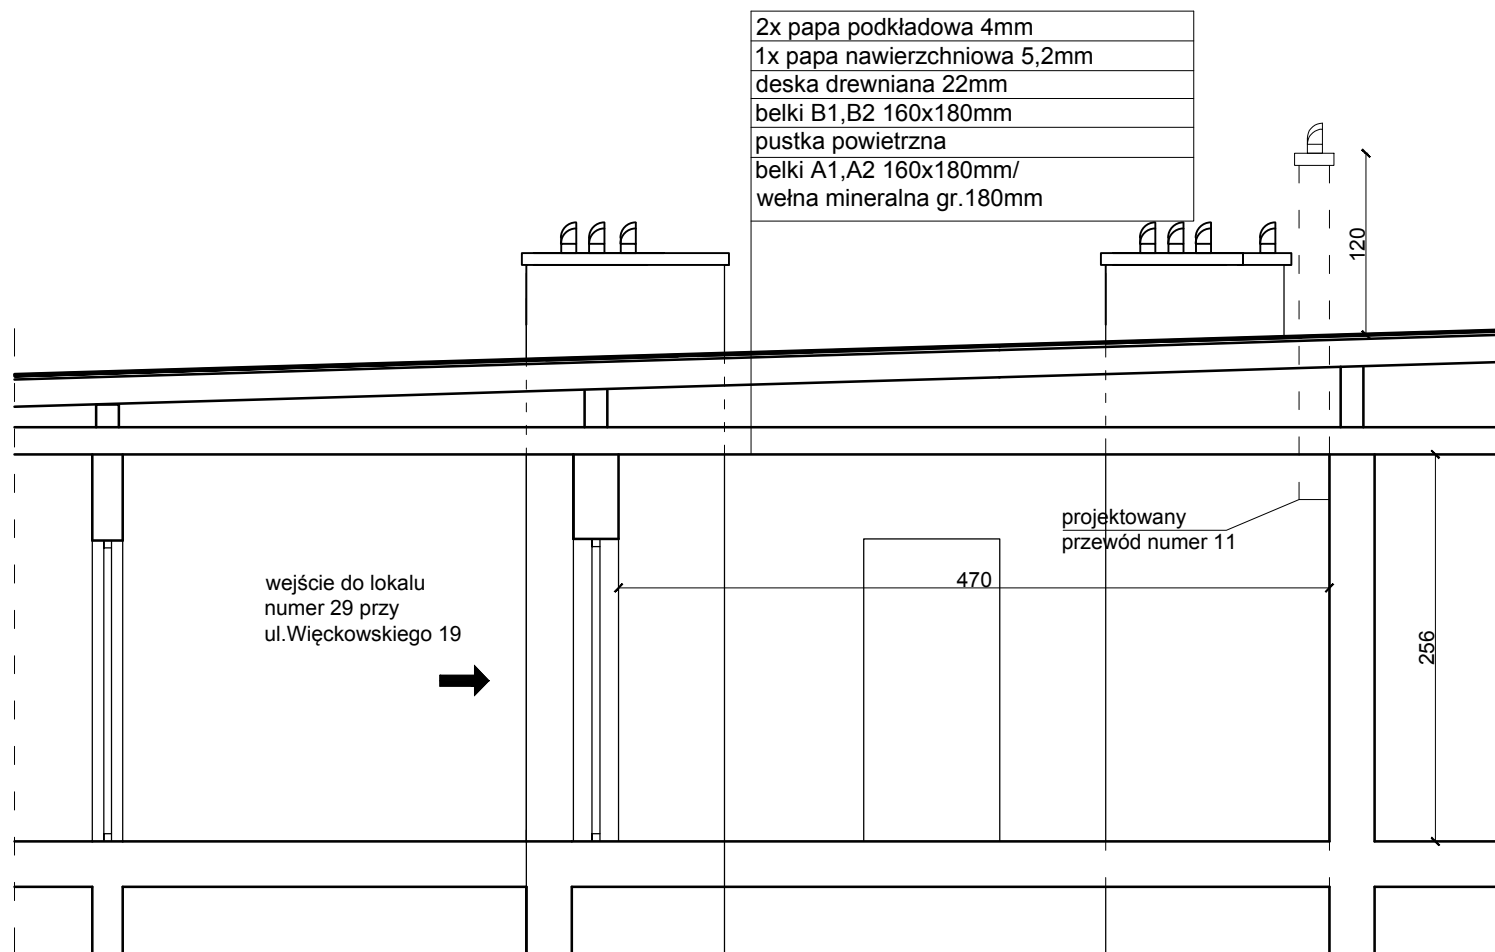 2x papa podkładowa 4mm
1x papa nawierzchniowa 5,2mm
deska drewniana 22mm
belki B1,B2 160x180mm
pustka powietrzna
belki A1,A2 160x180mm/
wełna mineralna gr.180mm
120
projektowany
przewód numer 11
470
wejście do lokalu
numer 29 przy
ul.Więckowskiego 19
256